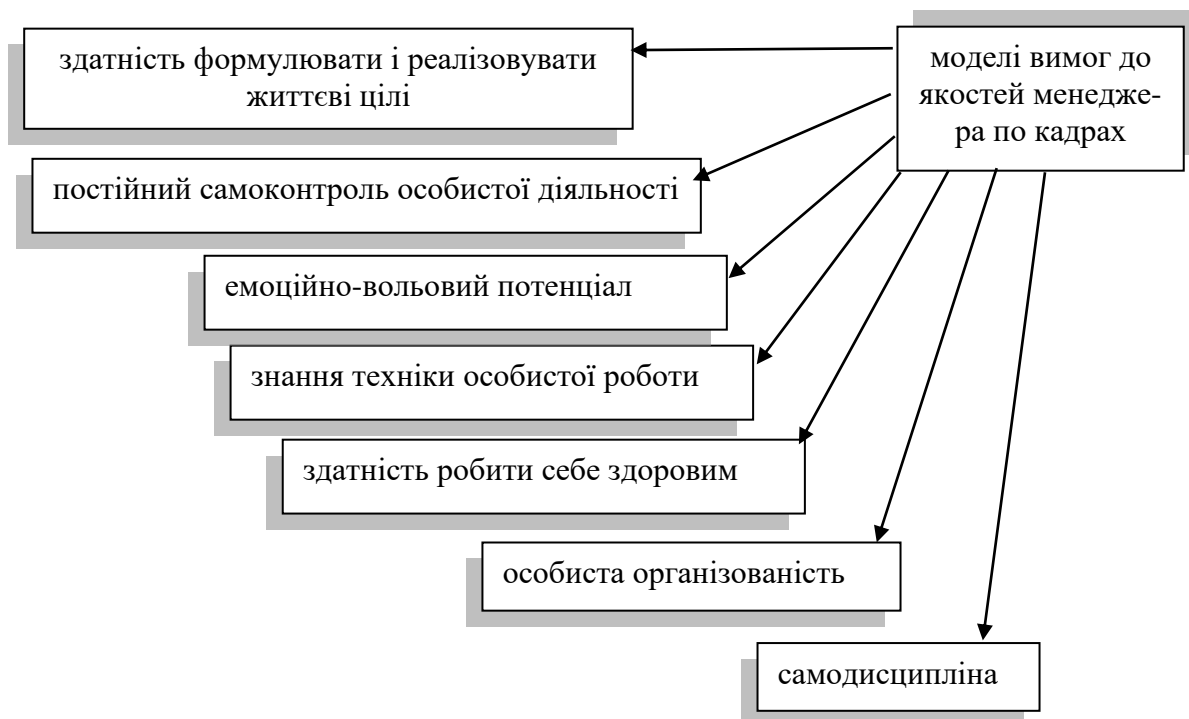 здатність формулювати і реалізовувати
життєві цілі
моделі вимог до
якостей менедже-
ра по кадрах
постійний самоконтроль особистої діяльності
емоційно-вольовий потенціал
знання техніки особистої роботи
здатність робити себе здоровим
особиста організованість
самодисципліна